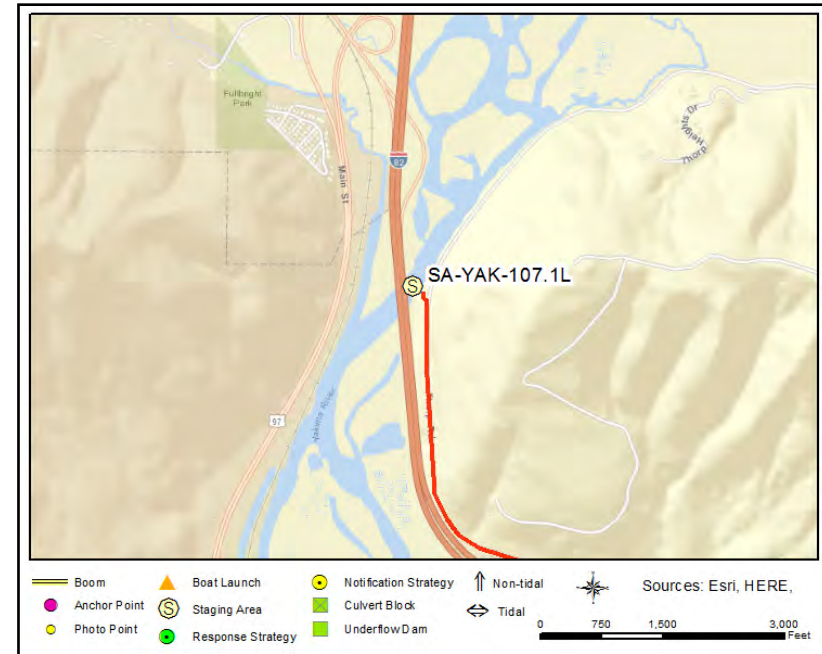 Fullbright
Park
Main St
82
Thorp
Heights Dr
SA-YAK-107.1L
S
97
Yakima River
Boom
Boat Launch
Notification Strategy
Non-tidal
Sources: Esri, HERE,
Anchor Point
S
Staging Area
Culvert Block
Tidal
Photo Point
Response Strategy
Underflow Dam
0 750 1,500 3,000
Feet